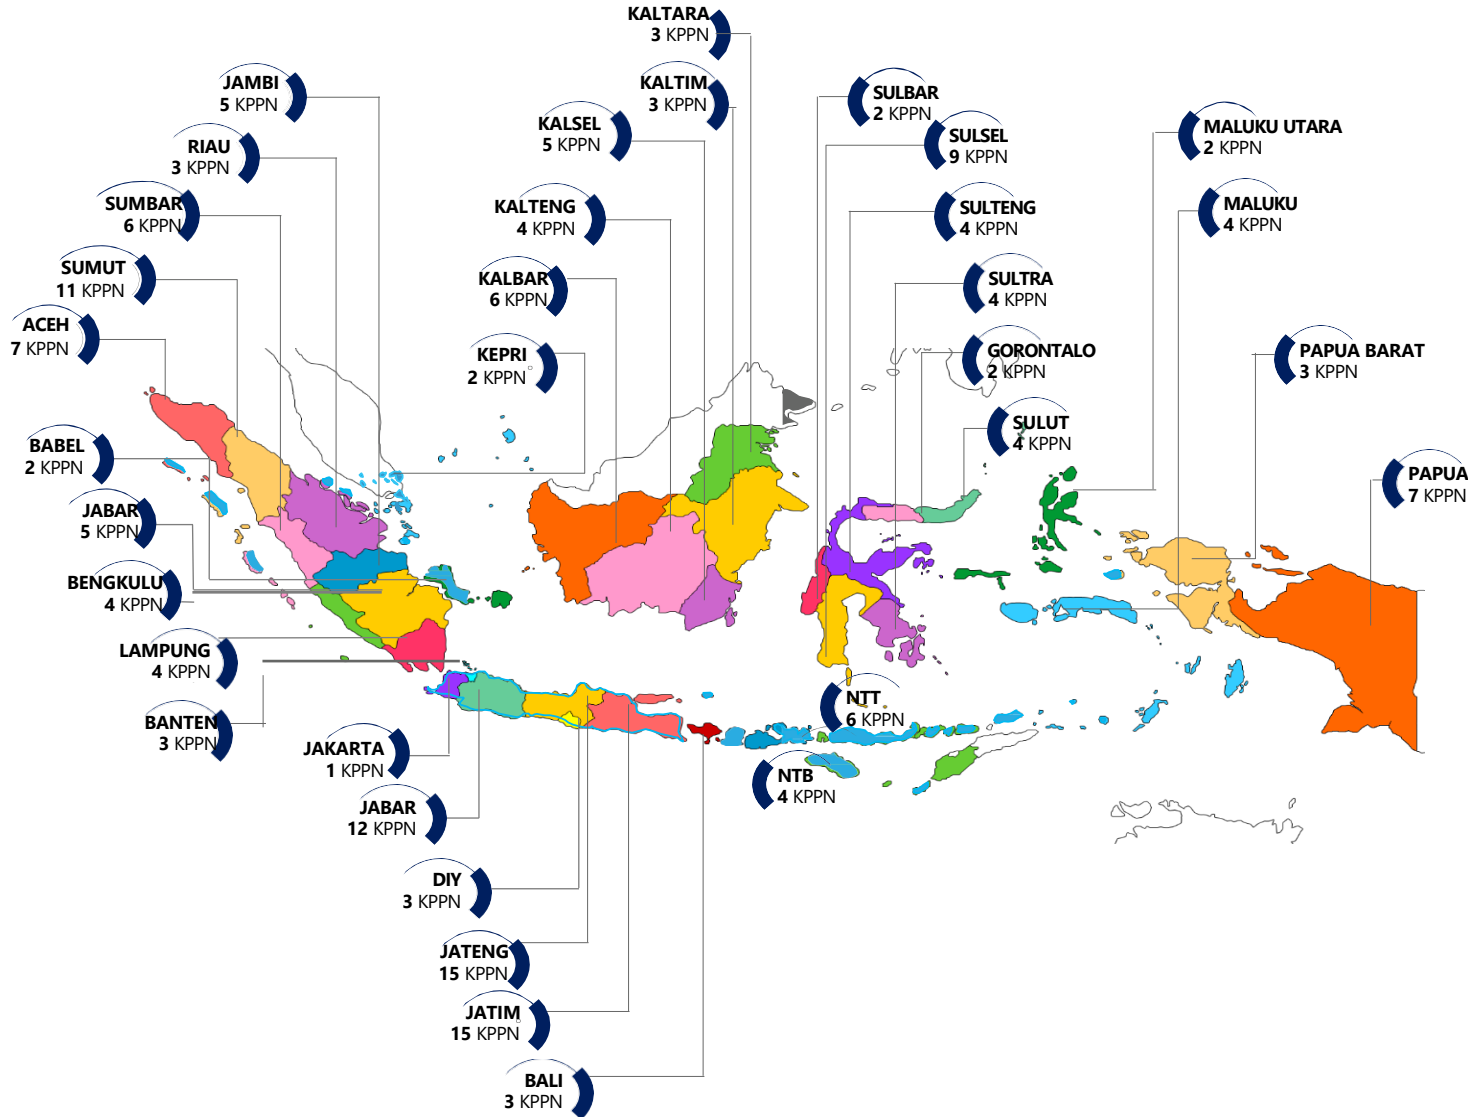 KALTARA
3 KPPN
JAMBI
5 KPPN
KALTIM
3 KPPN
SULBAR
2 KPPN
KALSEL
5 KPPN
SULSEL
9 KPPN
MALUKU UTARA
2 KPPN
RIAU
3 KPPN
SUMBAR
6 KPPN
KALTENG
4 KPPN
SULTENG
4 KPPN
MALUKU
4 KPPN
SUMUT
11 KPPN
KALBAR
6 KPPN
SULTRA
4 KPPN
ACEH
7 KPPN
KEPRI
2 KPPN
GORONTALO
2 KPPN
PAPUA BARAT
3 KPPN
BABEL
2 KPPN
SULUT
4 KPPN
PAPUA
7 KPPN
JABAR
5 KPPN
BENGKULU
4 KPPN
LAMPUNG
4 KPPN
NTT
6 KPPN
BANTEN
3 KPPN
JAKARTA
1 KPPN
NTB
4 KPPN
JABAR
12 KPPN
DIY
3 KPPN
JATENG
15 KPPN
JATIM
15 KPPN
BALI
3 KPPN